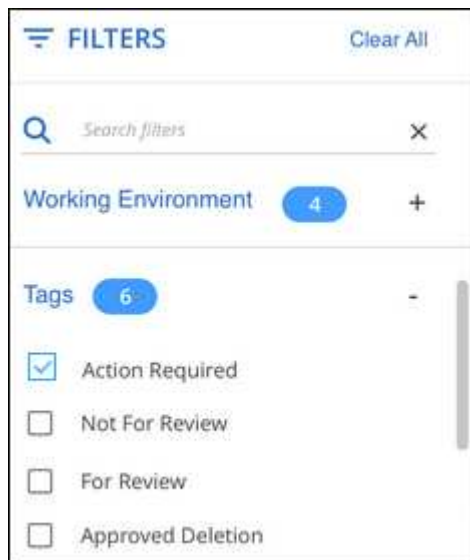 FILTERS Clear All
Search filters
Working Environment 4 +
Tags 6 -
Action Required
Not For Review
For Review
Approved Deletion